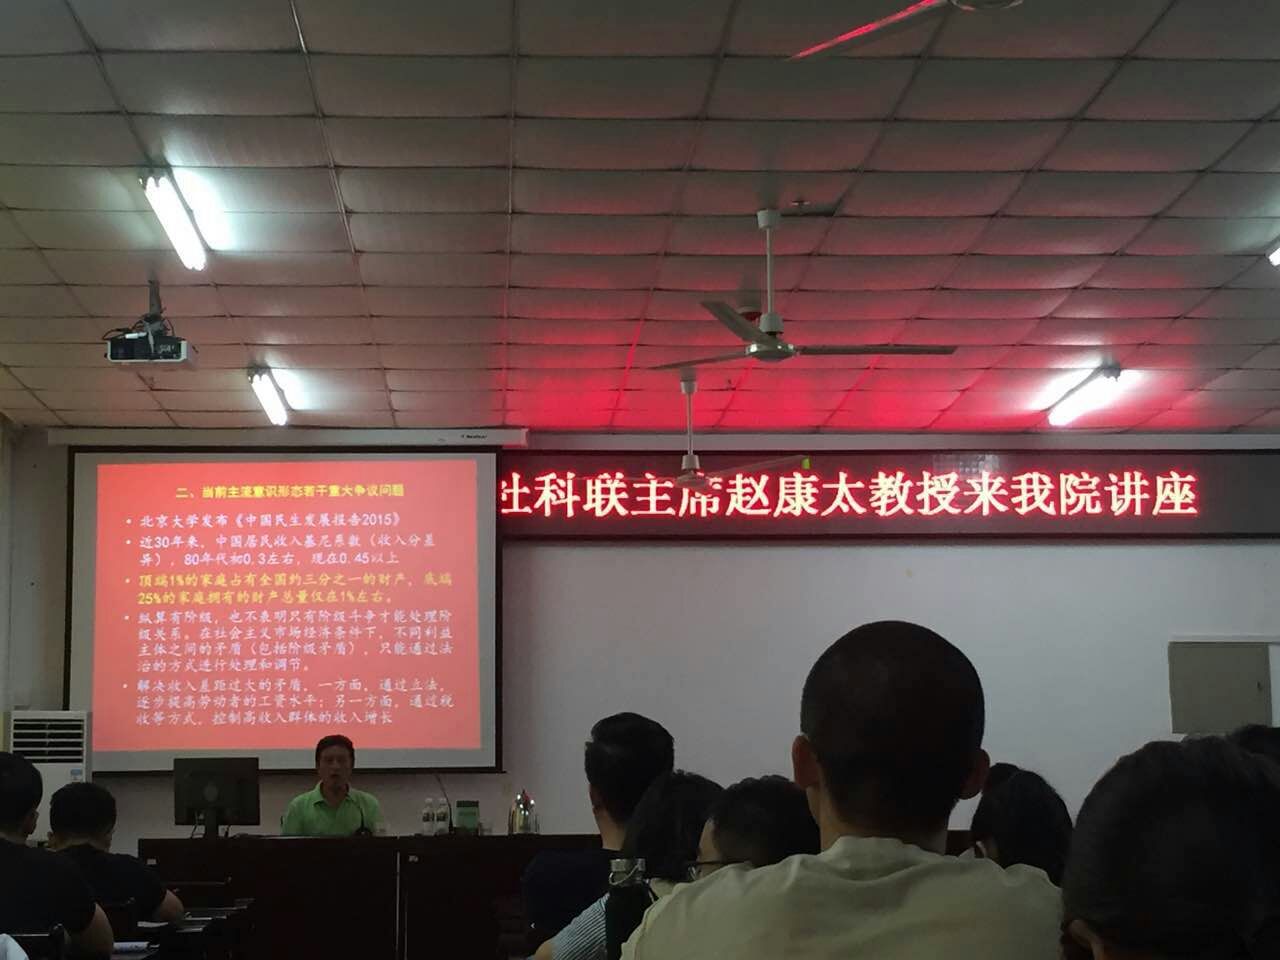 二、当前主流意识形态若干重大争议问题
• 北京大学发布《中国民生发展报告2015》
• 近30年来，中国居民收入基尼系数（收入分差
异），80年代初0.3左右，现在0.45以上
• 顶端1%的家庭占有全国约三分之一的财产，底端
25%的家庭拥有的财产总量仅在1%左右。
• 纵算有阶级，也不表明只有阶级斗争才能处理阶
级关系。在社会主义市场经济条件下，不同利益
主体之间的矛盾（包括阶级矛盾），只能通过法
治的方式进行处理和调节。
• 解决收入差距过大的矛盾，一方面，通过立法，
逐步提高劳动者的工资水平；另一方面，通过税
收等方式，控制高收入群体的收入增长
社科联主席赵康太教授来我院讲座